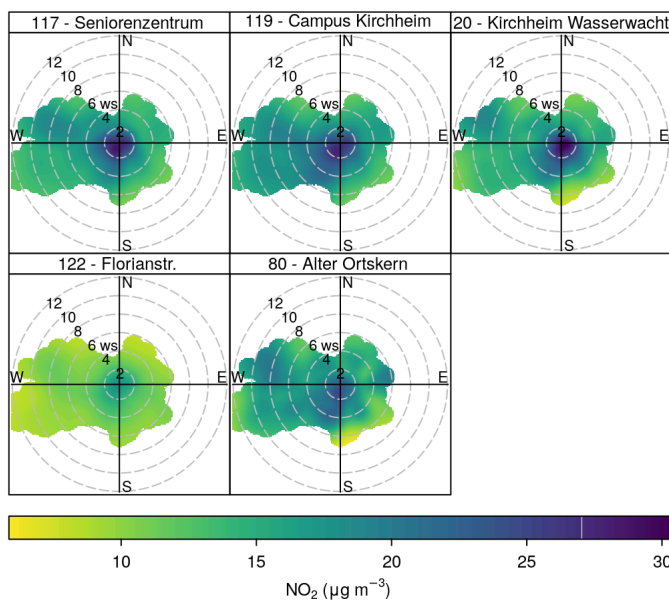 117 - Seniorenzentrum
119 - Campus Kirchheim
20 - Kirchheim Wasserwacht
N
12
10
8
6 ws
4
2
W
E
S
N
12
10
8
6 ws
4
2
W
E
S
N
12
10
8
6 ws
4
2
W
E
S
122 - Florianstr.
80 - Alter Ortskern
N
12
10
8
6 ws
4
2
W
E
S
N
12
10
8
6 ws
4
2
W
E
S
10 15 20 25 30
NO₂ (µg m⁻³)